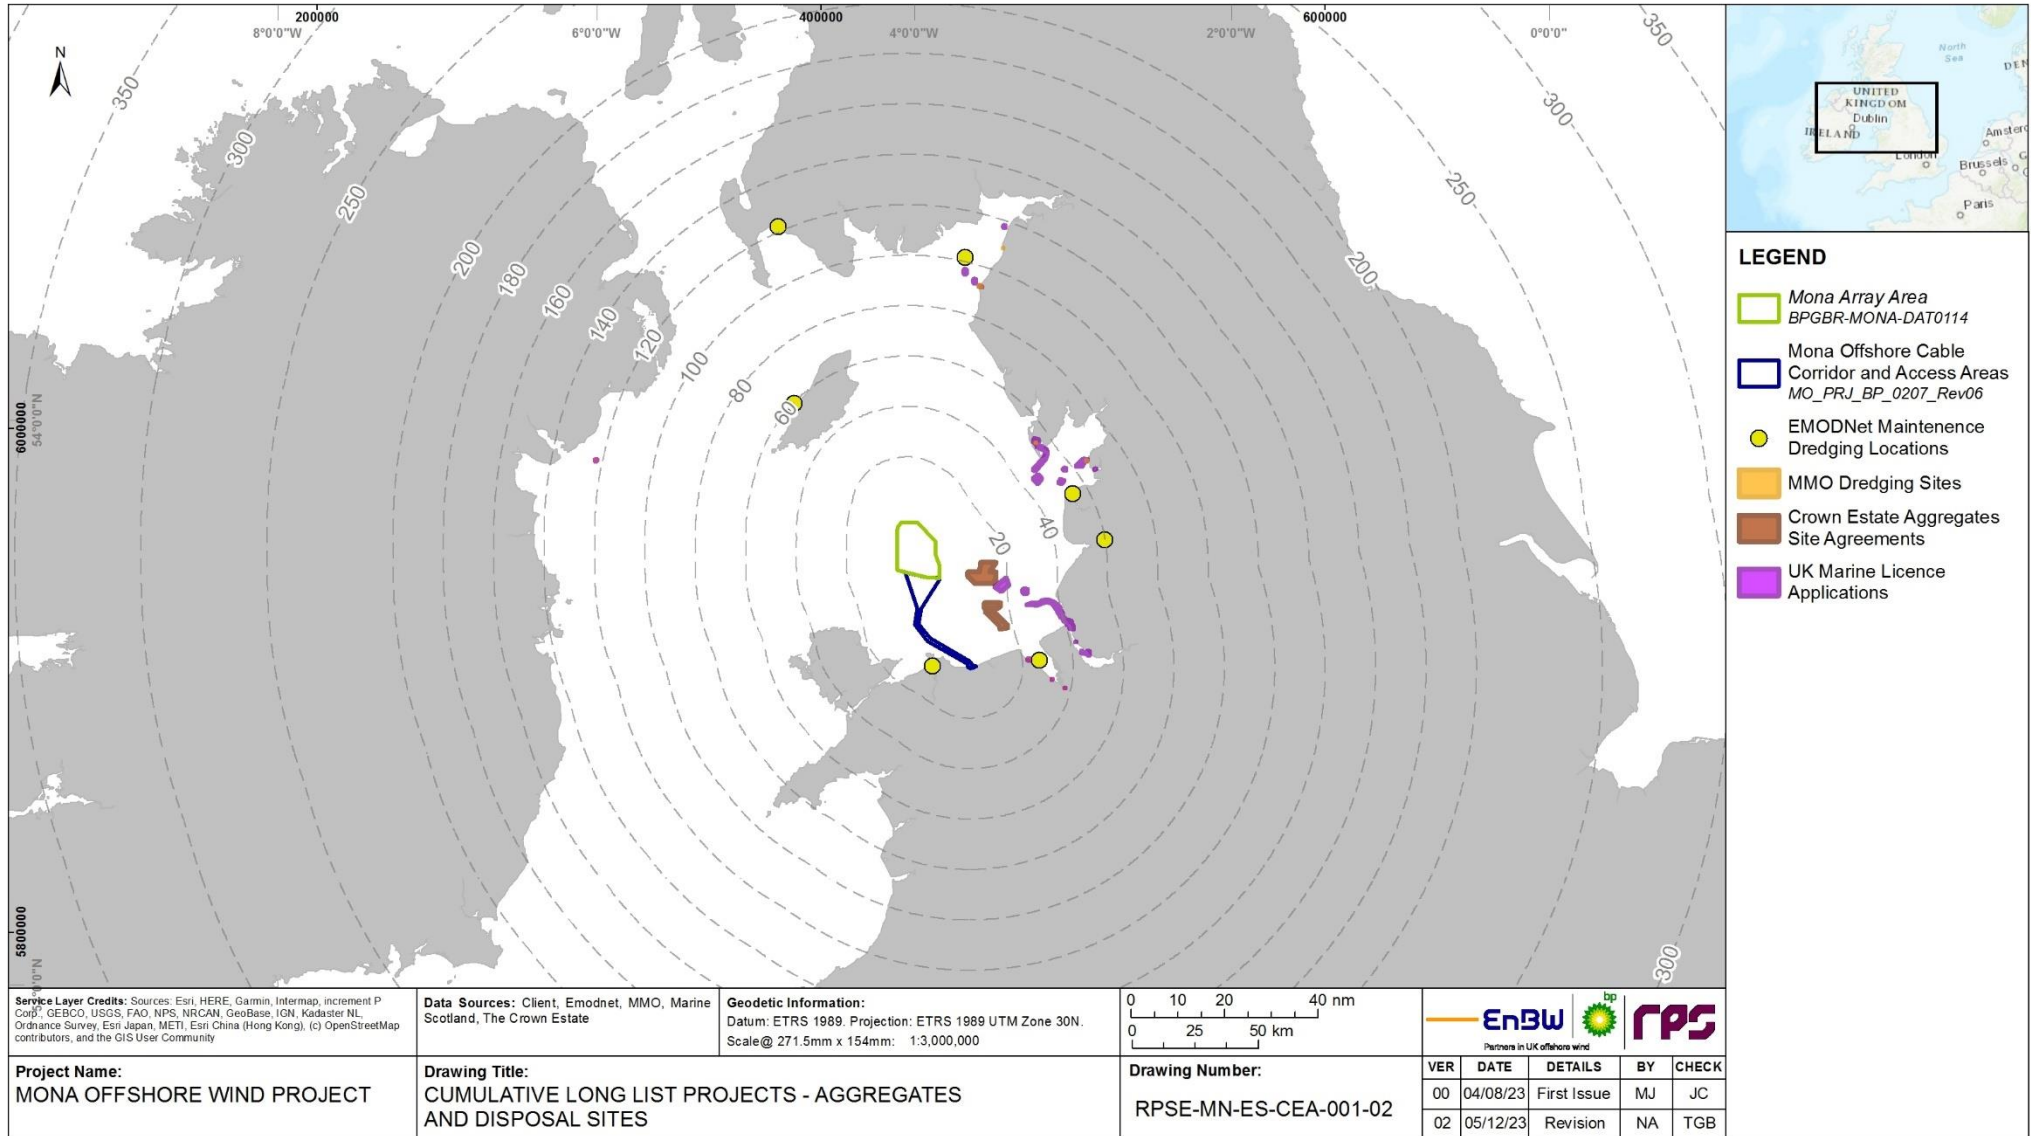 200000
400000
600000
8°0'0"W
6°0'0"W
4°0'0"W
2°0'0"W
0°0'0"
N
350
300
250
200
180
160
140
120
100
80
60
40
20
200
250
300
350
300
6000000
54°0'0"N
5800000
North
Sea
DEN
UNITED
KINGDOM
Dublin
IRELAND
Amsterd
London
Brussels
Paris
LEGEND
Mona Array Area
BPGBR-MONA-DAT0114
Mona Offshore Cable
Corridor and Access Areas
MO_PRJ_BP_0207_Rev06
EMODNet Maintenence
Dredging Locations
MMO Dredging Sites
Crown Estate Aggregates
Site Agreements
UK Marine Licence
Applications
Service Layer Credits: Sources: Esri, HERE, Garmin, Intermap, increment P
Corp., GEBCO, USGS, FAO, NPS, NRCAN, GeoBase, IGN, Kadaster NL,
Ordnance Survey, Esri Japan, METI, Esri China (Hong Kong), (c) OpenStreetMap
contributors, and the GIS User Community
Data Sources: Client, Emodnet, MMO, Marine
Scotland, The Crown Estate
Geodetic Information:
Datum: ETRS 1989. Projection: ETRS 1989 UTM Zone 30N.
Scale@ 271.5mm x 154mm: 1:3,000,000
0 10 20 40 nm
0 25 50 km
EnBW bp rps
Partners in UK offshore wind
Project Name:
MONA OFFSHORE WIND PROJECT
Drawing Title:
CUMULATIVE LONG LIST PROJECTS - AGGREGATES
AND DISPOSAL SITES
Drawing Number:
RPSE-MN-ES-CEA-001-02
VER DATE DETAILS BY CHECK
00 04/08/23 First Issue MJ JC
02 05/12/23 Revision NA TGB